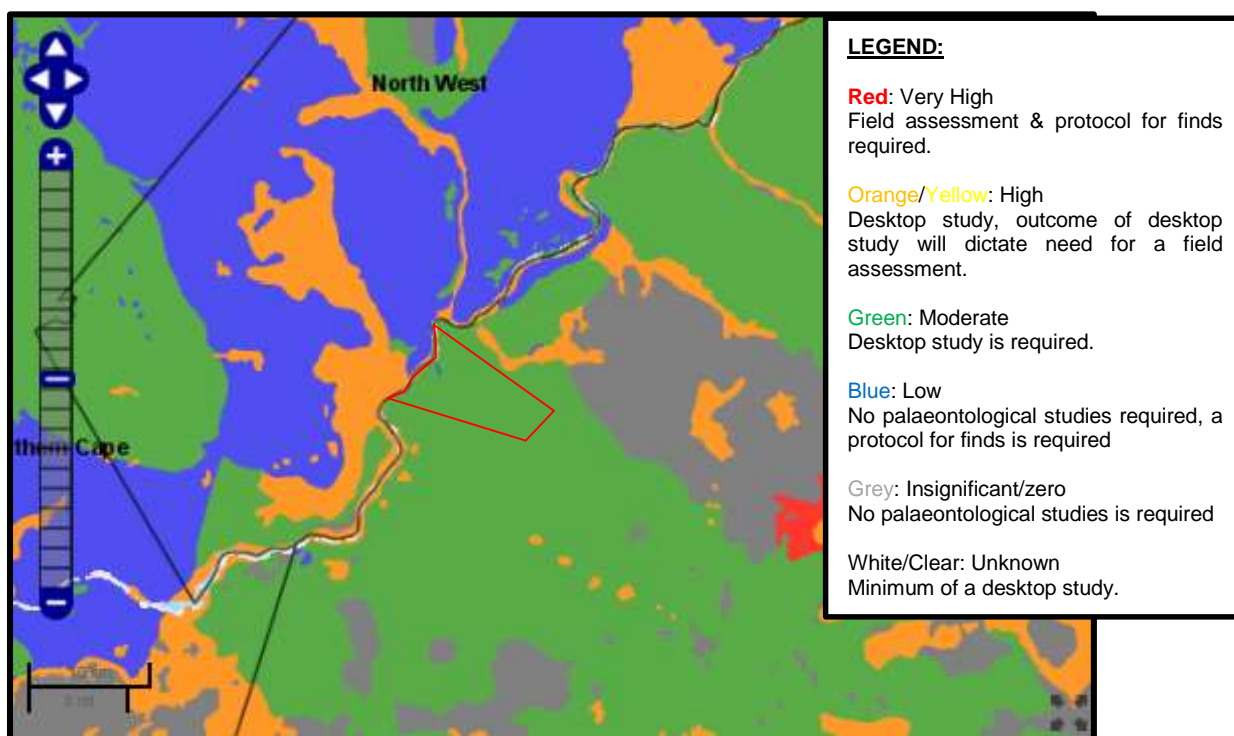 North West
LEGEND:
Red: Very High
Field assessment & protocol for finds
required.
Orange/Yellow: High
Desktop study, outcome of desktop
study will dictate need for a field
assessment.
Green: Moderate
Desktop study is required.
Blue: Low
No palaeontological studies required, a
protocol for finds is required
Grey: Insignificant/zero
No palaeontological studies is required
White/Clear: Unknown
Minimum of a desktop study.
+
thern Cape
−
−